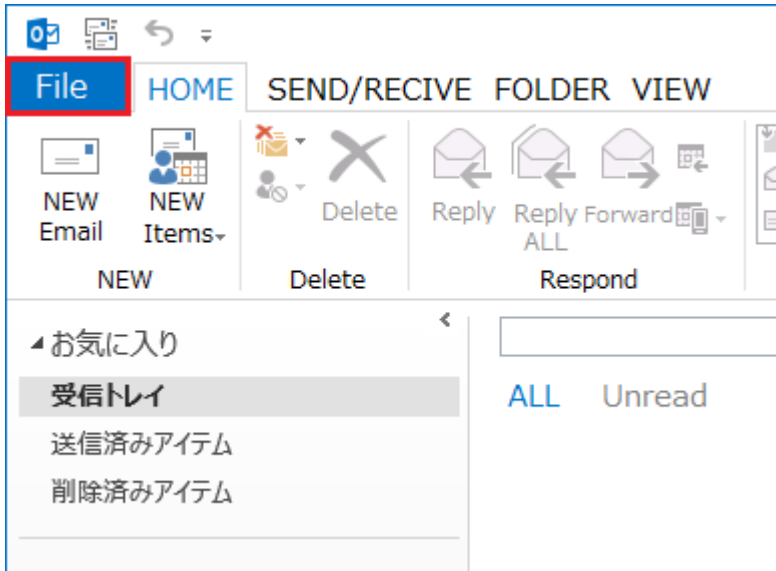 File HOME SEND/RECIVE FOLDER VIEW
NEW Email
NEW Items
Delete
Reply
Reply ALL
Forward
NEW
Delete
Respond
お気に入り
受信トレイ
ALL Unread
送信済みアイテム
削除済みアイテム